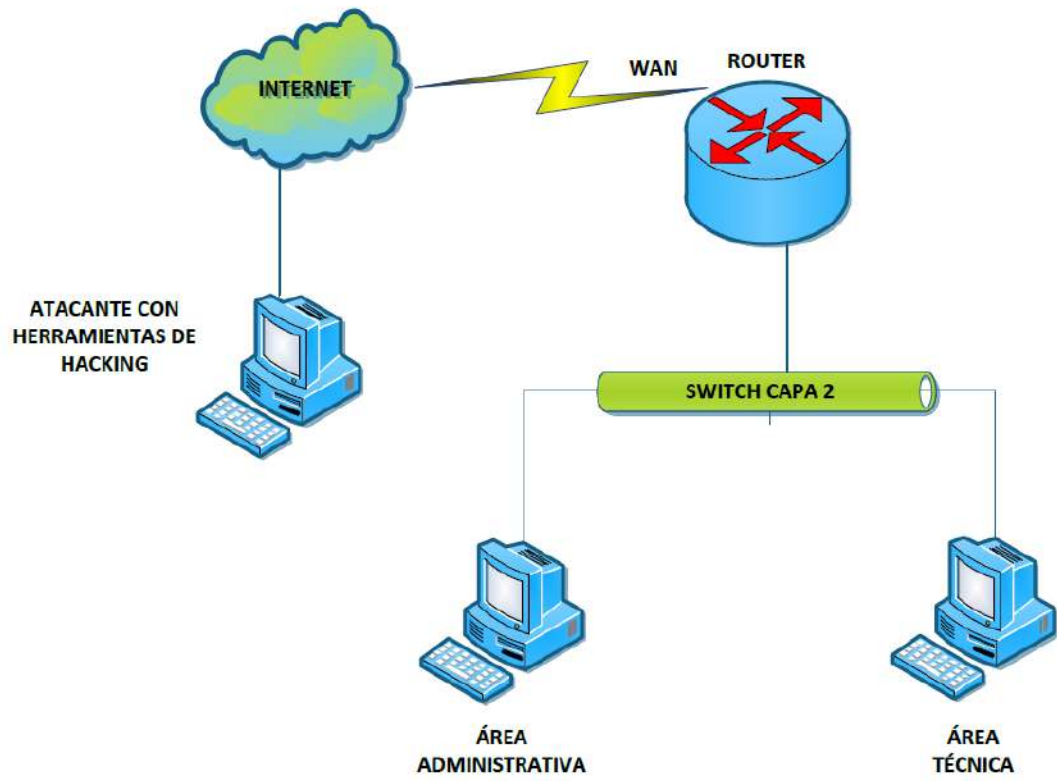 INTERNET
WAN
ROUTER
ATACANTE CON
HERRAMIENTAS DE
HACKING
SWITCH CAPA 2
ÁREA
ADMINISTRATIVA
ÁREA
TÉCNICA